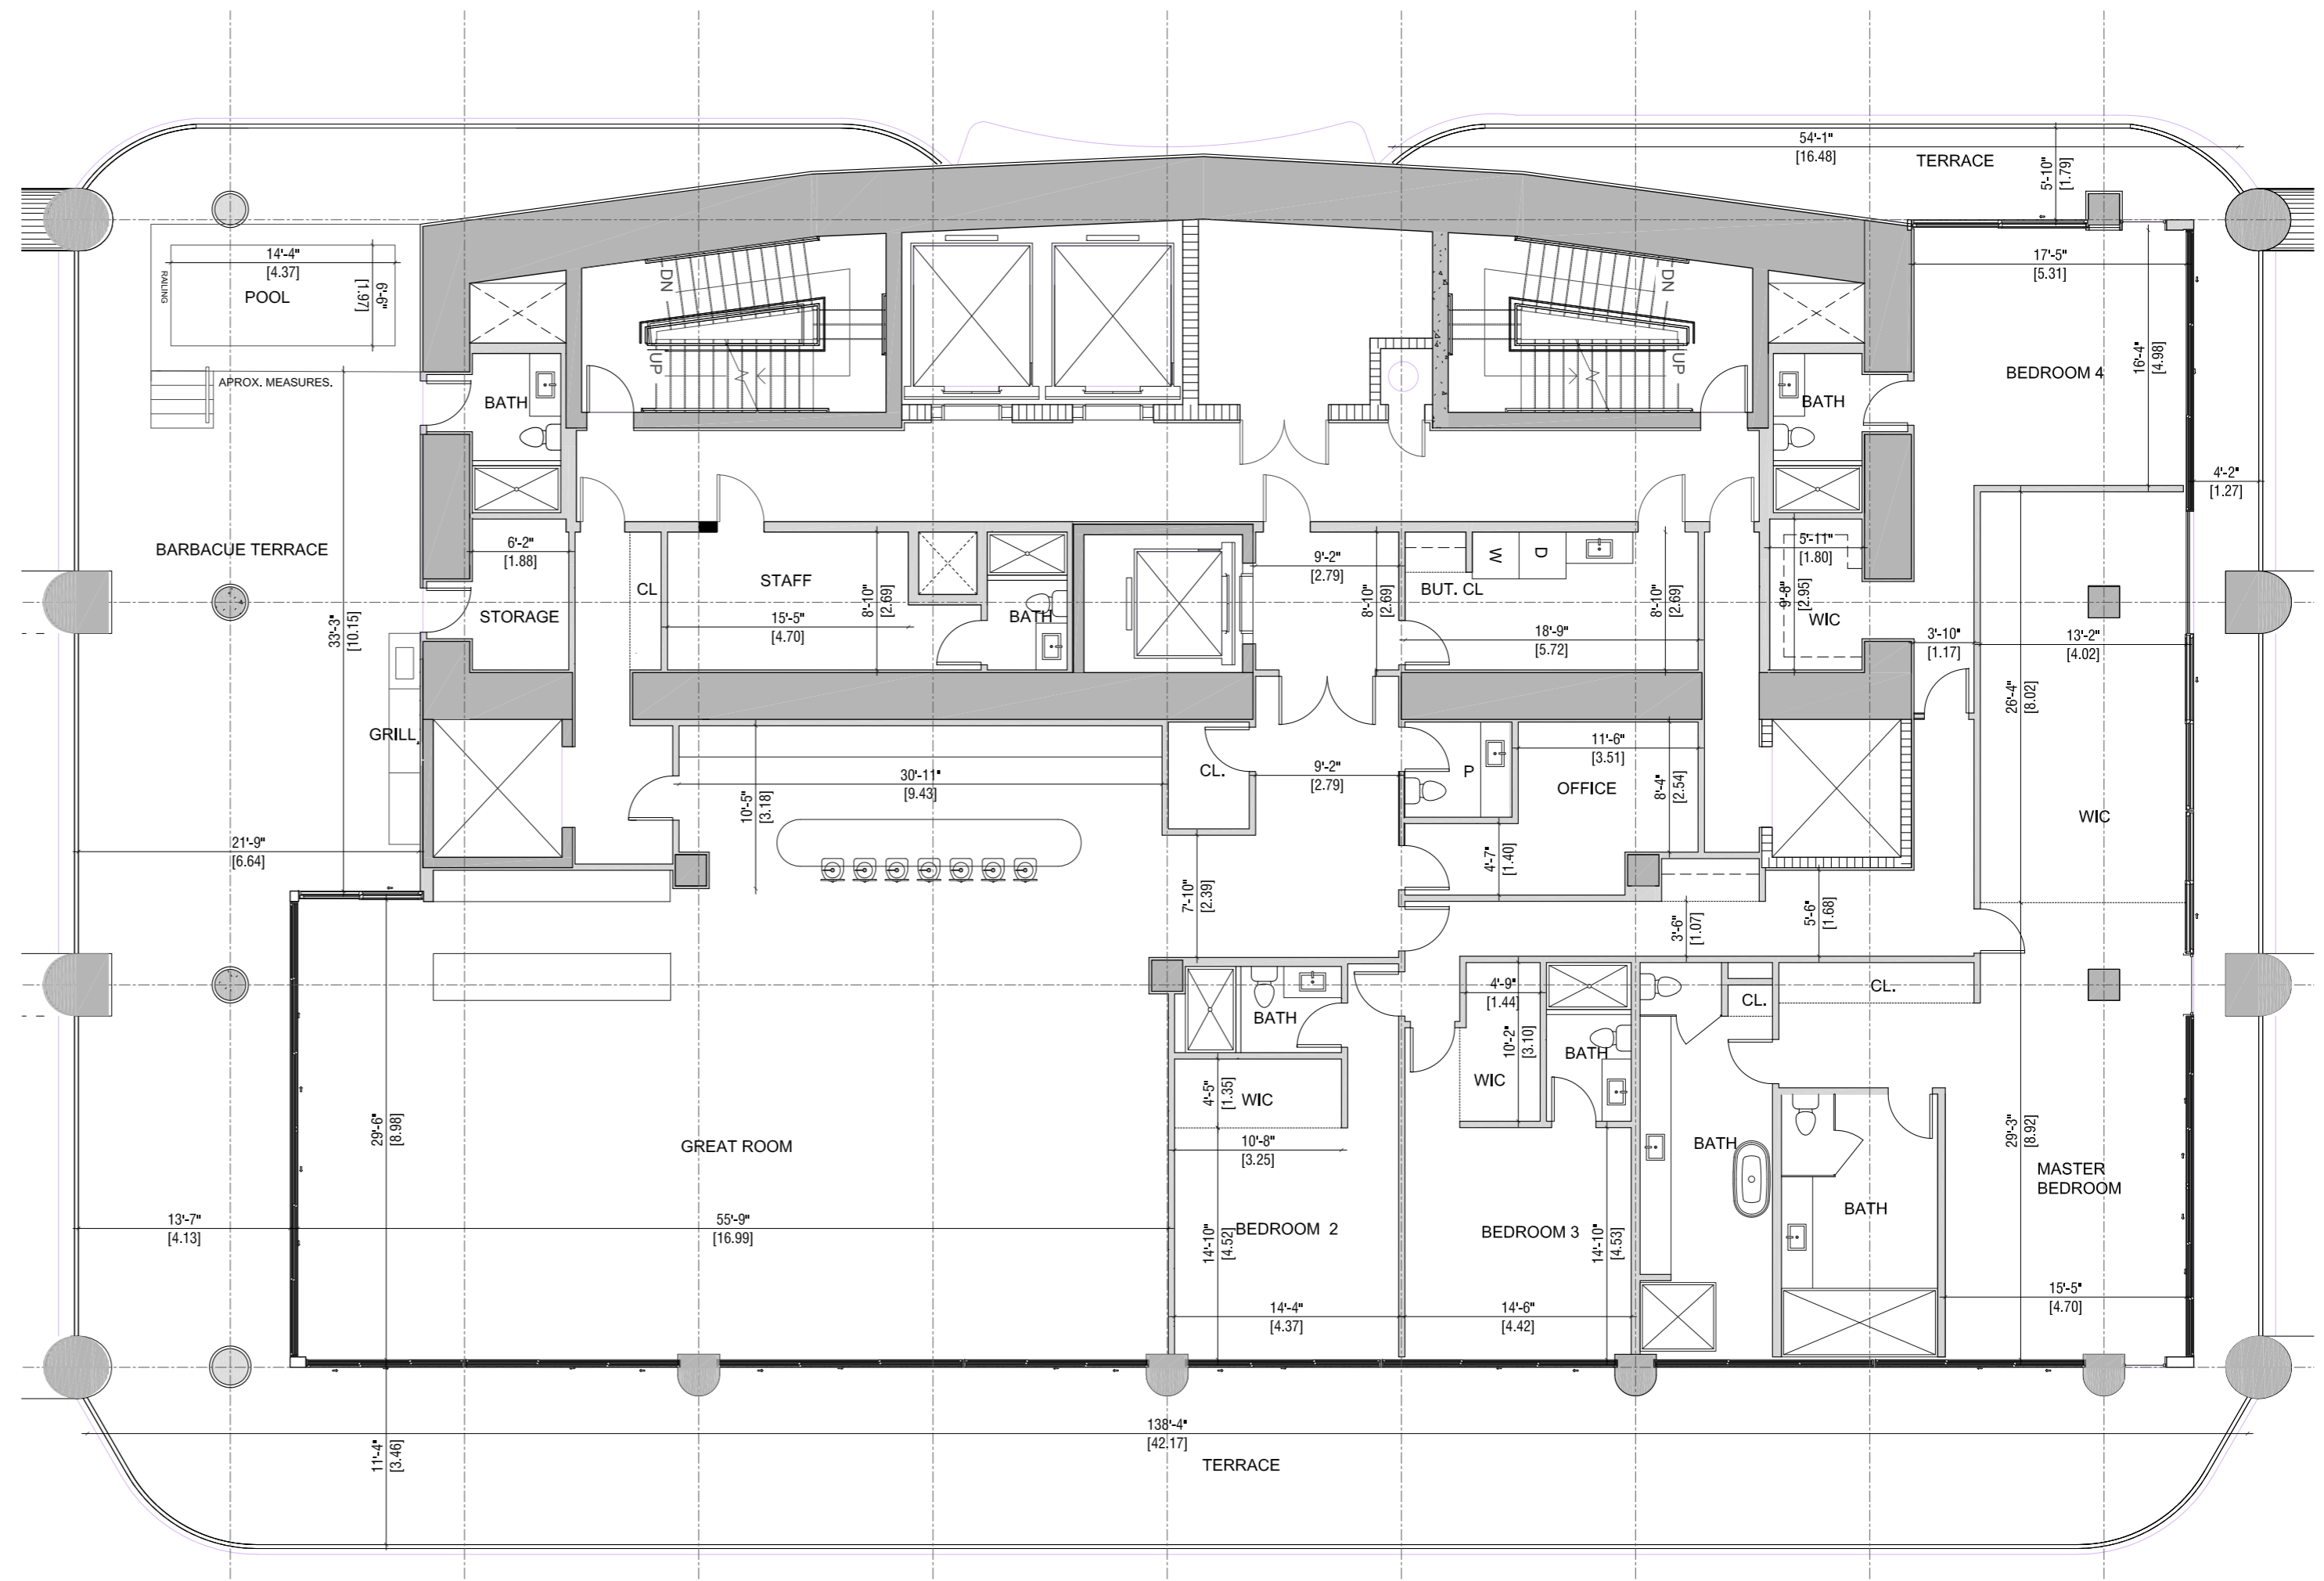 54'-1"
[16.48]
TERRACE
5'-10"
[1.79]
14'-4"
[4.37]
POOL
6'-6"
[1.97]
RAILING
APROX. MEASURES.
DN
UP
DN
UP
17'-5"
[5.31]
16'-4"
[4.98]
BEDROOM 4
BATH
BATH
4'-2"
[1.27]
BARBACUE TERRACE
33'-3"
[10.15]
6'-2"
[1.88]
STORAGE
CL
STAFF
15'-5"
[4.70]
8'-10"
[2.69]
BATH
9'-2"
[2.79]
8'-10"
[2.69]
W
D
BUT. CL
18'-9"
[5.72]
8'-10"
[2.69]
5'-11"
[1.80]
9'-8"
[2.95]
WIC
3'-10"
[1.17]
13'-2"
[4.02]
26'-4"
[8.02]
WIC
GRILL
21'-9"
[6.64]
10'-5"
[3.18]
30'-11"
[9.43]
CL.
9'-2"
[2.79]
P
11'-6"
[3.51]
OFFICE
8'-4"
[2.54]
4'-7"
[1.40]
7'-10"
[2.39]
3'-6"
[1.07]
5'-6"
[1.68]
BATH
4'-9"
[1.44]
10'-2"
[3.10]
WIC
BATH
CL.
CL.
4'-5"
[1.35]
WIC
10'-8"
[3.25]
29'-6"
[8.98]
GREAT ROOM
BATH
BATH
29'-3"
[8.92]
MASTER
BEDROOM
13'-7"
[4.13]
55'-9"
[16.99]
14'-10"
[4.52]
BEDROOM 2
BEDROOM 3
14'-10"
[4.53]
14'-4"
[4.37]
14'-6"
[4.42]
15'-5"
[4.70]
11'-4"
[3.46]
138'-4"
[42.17]
TERRACE